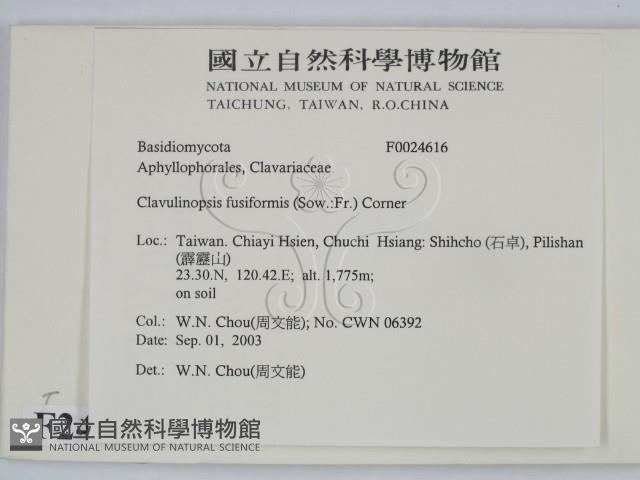 國立自然科學博物館
NATIONAL MUSEUM OF NATURAL SCIENCE
TAICHUNG, TAIWAN, R.O.CHINA
Basidiomycota F0024616
Aphyllophorales, Clavariaceae
Clavulinopsis fusiformis (Sow.:Fr.) Corner
Loc.: Taiwan. Chiayi Hsien, Chuchi Hsiang: Shihcho (石卓), Pilishan
(霹靂山)
23.30.N, 120.42.E; alt. 1,775m;
on soil
Col.: W.N. Chou(周文能); No. CWN 06392
Date: Sep. 01, 2003
Det.: W.N. Chou(周文能)
T
F24
國立自然科學博物館
NATIONAL MUSEUM OF NATURAL SCIENCE